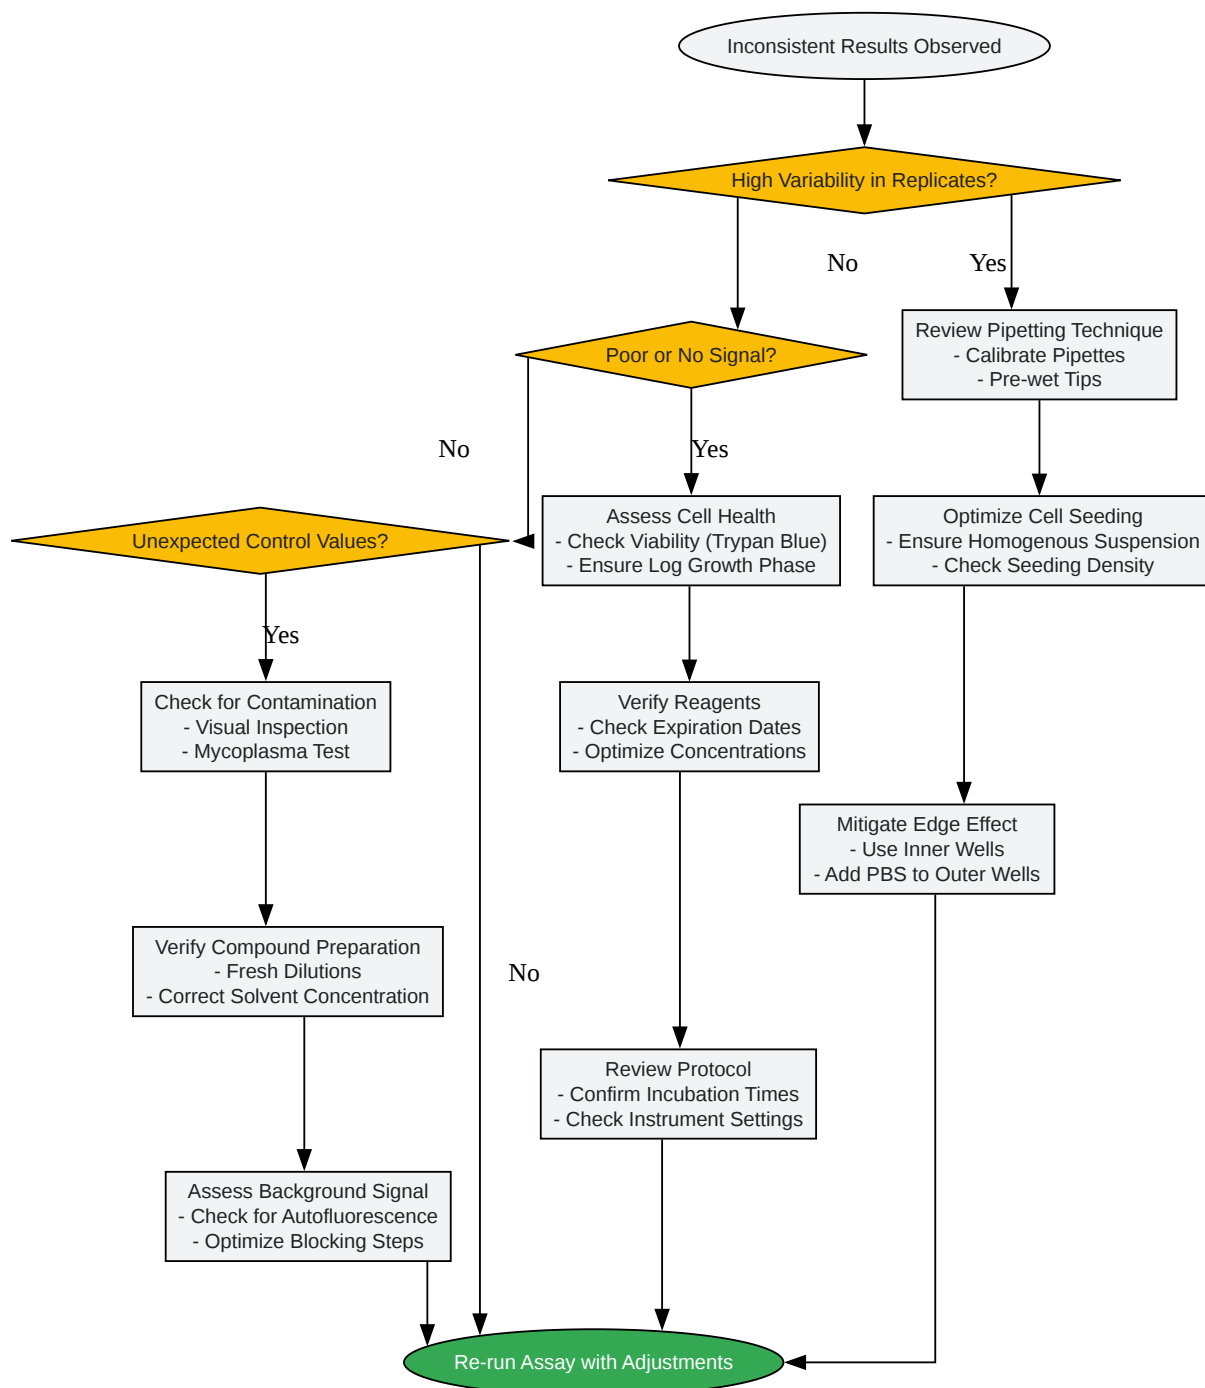 Inconsistent Results Observed
High Variability in Replicates?
No
Yes
Review Pipetting Technique
- Calibrate Pipettes
- Pre-wet Tips
Poor or No Signal?
No
Yes
Assess Cell Health
- Check Viability (Trypan Blue)
- Ensure Log Growth Phase
Optimize Cell Seeding
- Ensure Homogenous Suspension
- Check Seeding Density
Unexpected Control Values?
Yes
Check for Contamination
- Visual Inspection
- Mycoplasma Test
Verify Reagents
- Check Expiration Dates
- Optimize Concentrations
Mitigate Edge Effect
- Use Inner Wells
- Add PBS to Outer Wells
Verify Compound Preparation
- Fresh Dilutions
- Correct Solvent Concentration
No
Review Protocol
- Confirm Incubation Times
- Check Instrument Settings
Assess Background Signal
- Check for Autofluorescence
- Optimize Blocking Steps
Re-run Assay with Adjustments